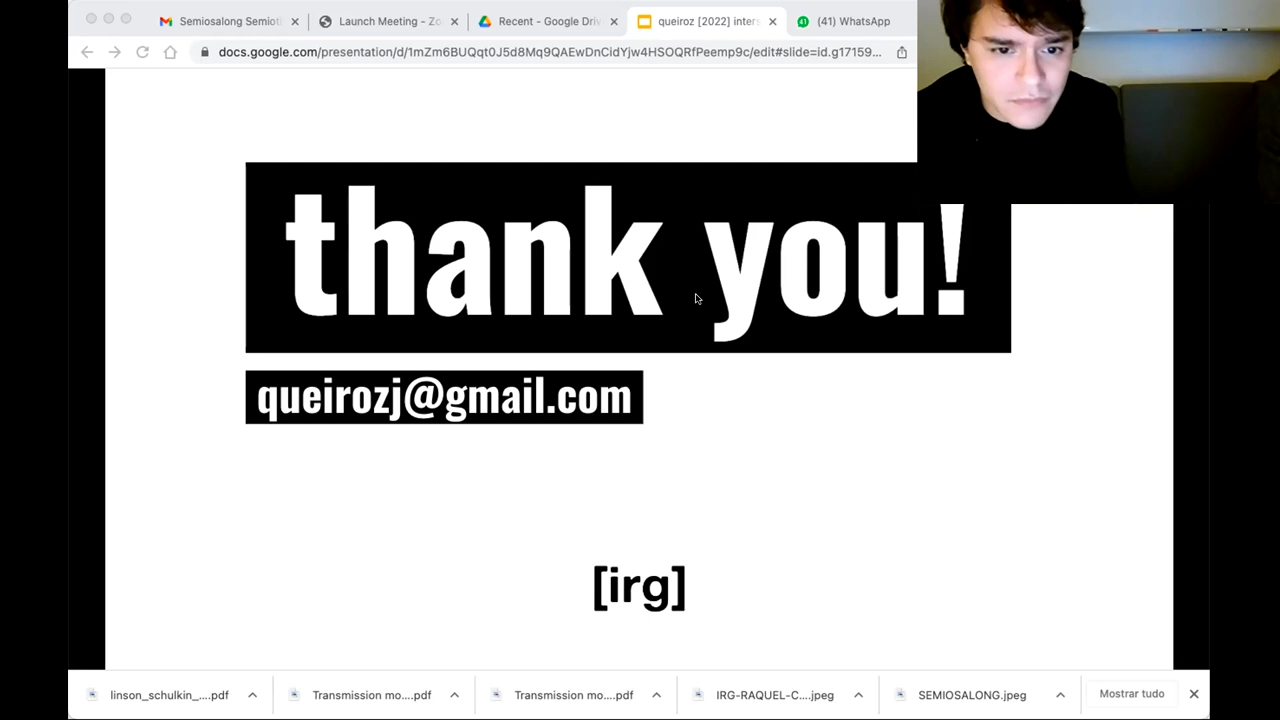 Semiosalong Semioti
Launch Meeting - Zo
Recent - Google Driv
queiroz [2022] inters
(41) WhatsApp
docs.google.com/presentation/d/1mZm6BUQqt0J5d8Mq9QAEwDnCidYjw4HSOQRfPeemp9c/edit#slide=id.g17159...
thank you!
queirozj@gmail.com
[irg]
linson_schulkin_....pdf
Transmission mo....pdf
Transmission mo....pdf
IRG-RAQUEL-C....jpeg
SEMIOSALONG.jpeg
Mostrar tudo